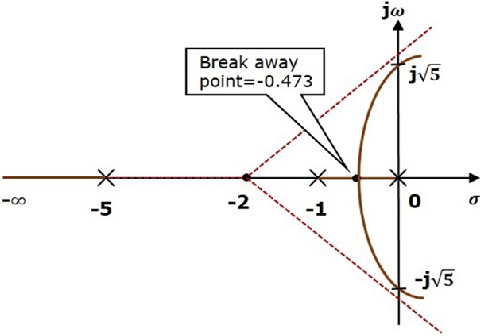 jω
Break away
point=-0.473
j√5
-∞
-5
-2
-1
0
σ
-j√5